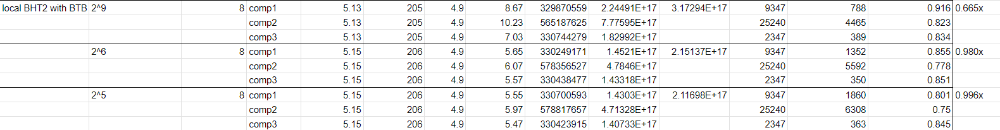 local BHT2 with BTB 2^9 8 comp1 5.13 205 4.9 8.67 329870559 2.24491E+17 3.17294E+17 9347 788 0.916 0.665x
comp2 5.13 205 4.9 10.23 565187625 7.77595E+17 25240 4465 0.823
comp3 5.13 205 4.9 7.03 330744279 1.82992E+17 2347 389 0.834
2^6 8 comp1 5.15 206 4.9 5.65 330249171 1.4521E+17 2.15137E+17 9347 1352 0.855 0.980x
comp2 5.15 206 4.9 6.07 578356527 4.7846E+17 25240 5592 0.778
comp3 5.15 206 4.9 5.57 330438477 1.43318E+17 2347 350 0.851
2^5 8 comp1 5.15 206 4.9 5.55 330700593 1.4303E+17 2.11698E+17 9347 1860 0.801 0.996x
comp2 5.15 206 4.9 5.97 578817657 4.71328E+17 25240 6308 0.75
comp3 5.15 206 4.9 5.47 330423915 1.40733E+17 2347 363 0.845